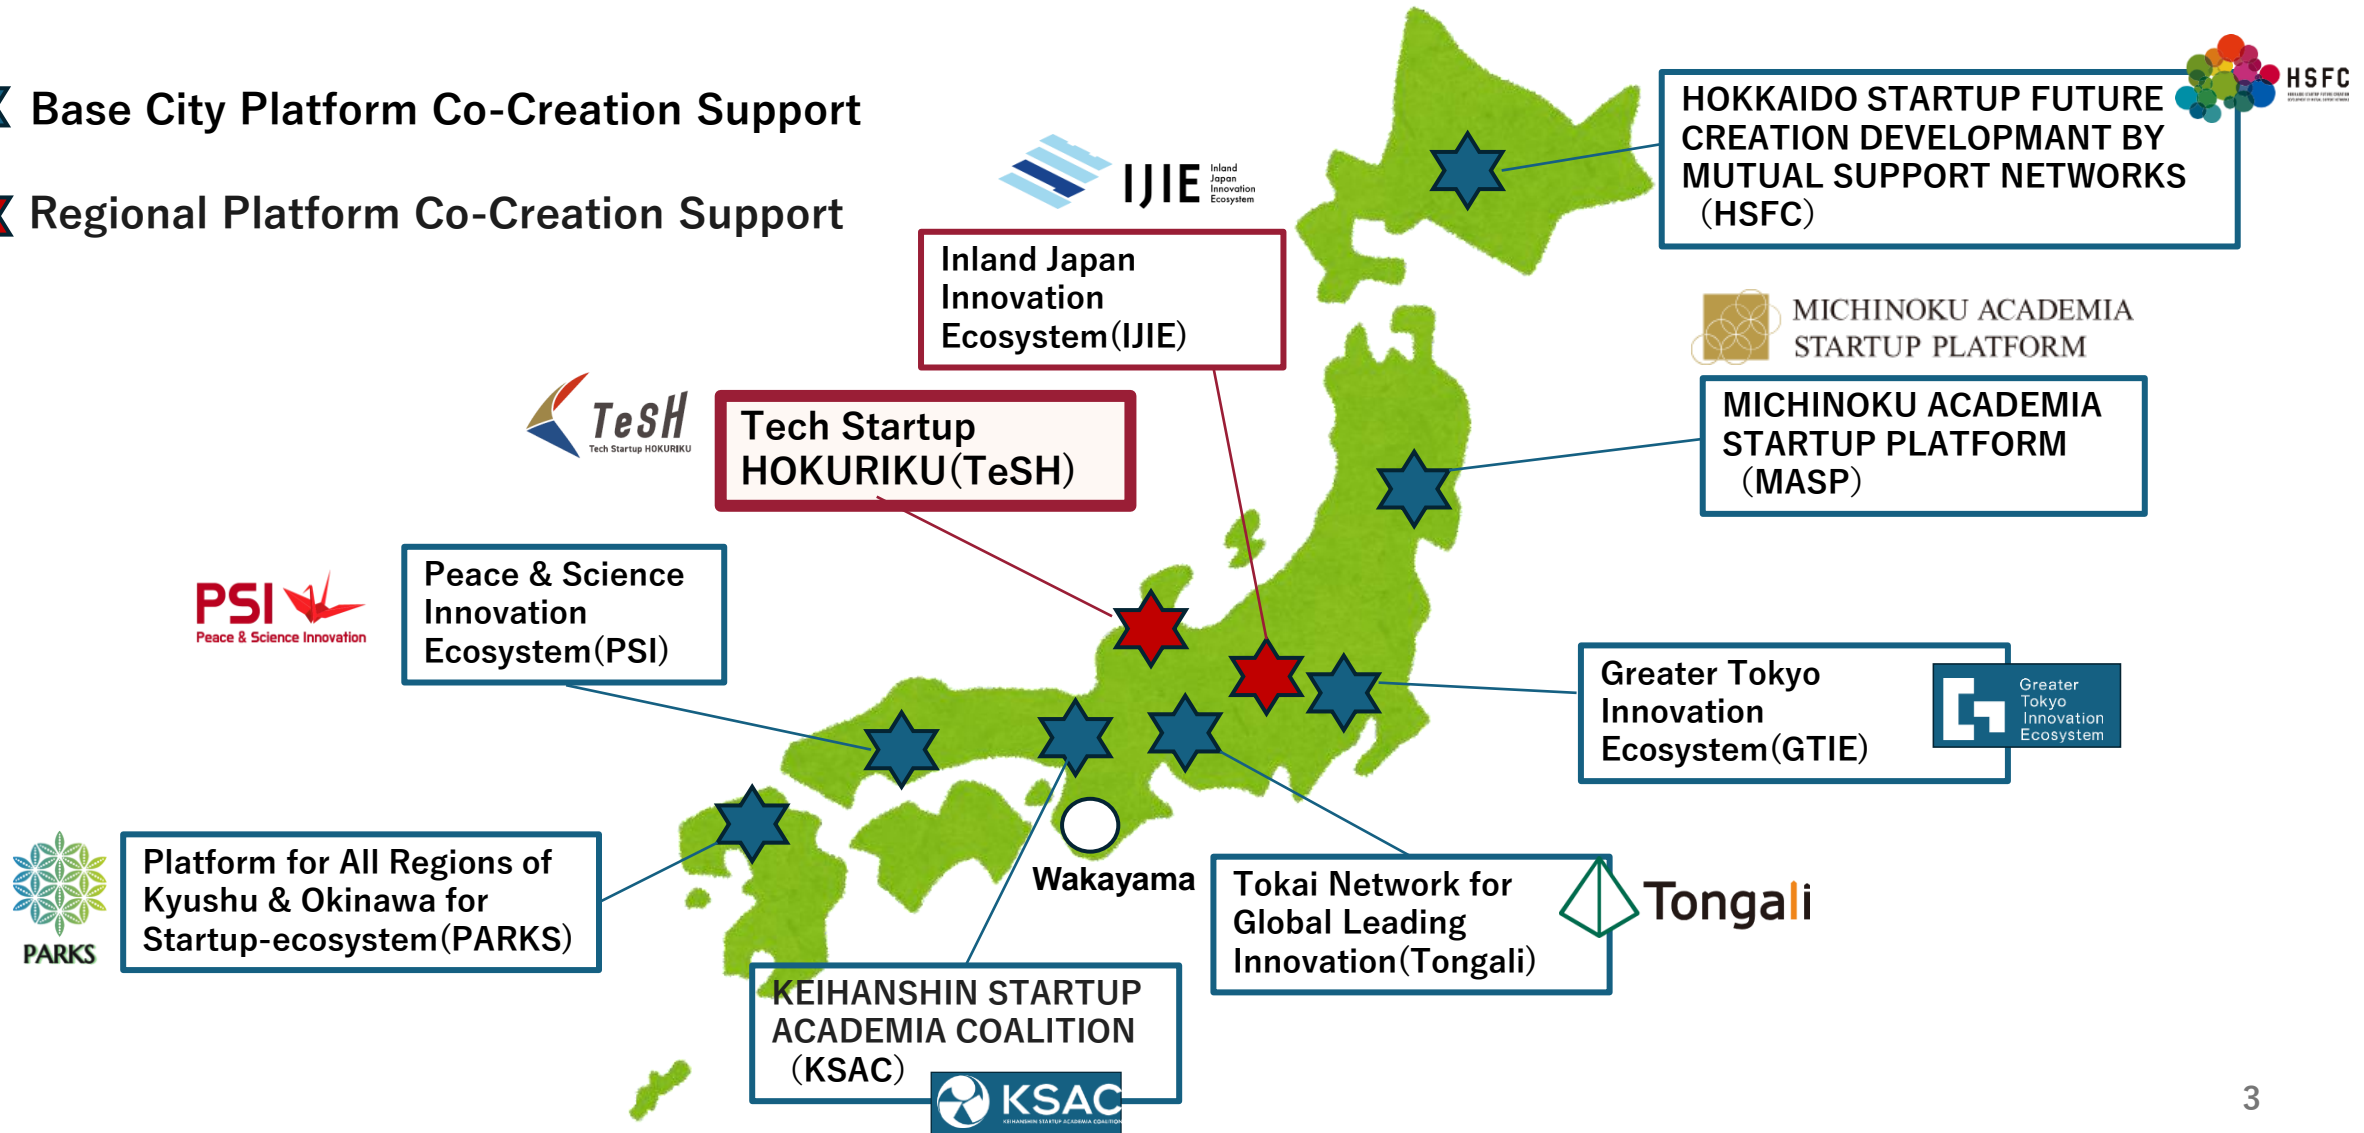 Base City Platform Co-Creation Support
Regional Platform Co-Creation Support
IJIE
Inland
Japan
Innovation
Ecosystem
Inland Japan
Innovation
Ecosystem(IJIE)
HOKKAIDO STARTUP FUTURE
CREATION DEVELOPMANT BY
MUTUAL SUPPORT NETWORKS
（HSFC）
HSFC
MICHINOKU ACADEMIA
STARTUP PLATFORM
MICHINOKU ACADEMIA
STARTUP PLATFORM
（MASP）
TeSH
Tech Startup HOKURIKU
Tech Startup
HOKURIKU(TeSH)
PSI
Peace & Science Innovation
Peace & Science
Innovation
Ecosystem(PSI)
Greater Tokyo
Innovation
Ecosystem(GTIE)
Greater
Tokyo
Innovation
Ecosystem
PARKS
Platform for All Regions of
Kyushu & Okinawa for
Startup-ecosystem(PARKS)
Wakayama
Tokai Network for
Global Leading
Innovation(Tongali)
Tongali
KEIHANSHIN STARTUP
ACADEMIA COALITION
（KSAC）
KSAC
KEIHANSHIN STARTUP ACADEMIA COALITION
3